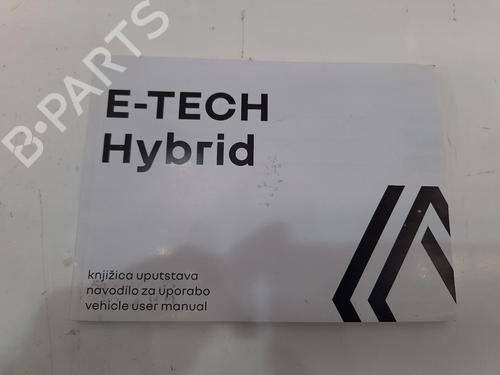 B-PARTS
E-TECH
Hybrid
knjižica uputstava
navodilo za uporabo
vehicle user manual